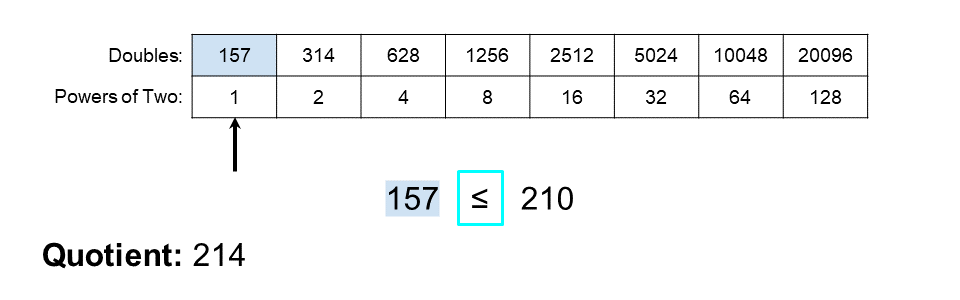 Doubles: 157 314 628 1256 2512 5024 10048 20096
Powers of Two: 1 2 4 8 16 32 64 128
157 ≤ 210
Quotient: 214